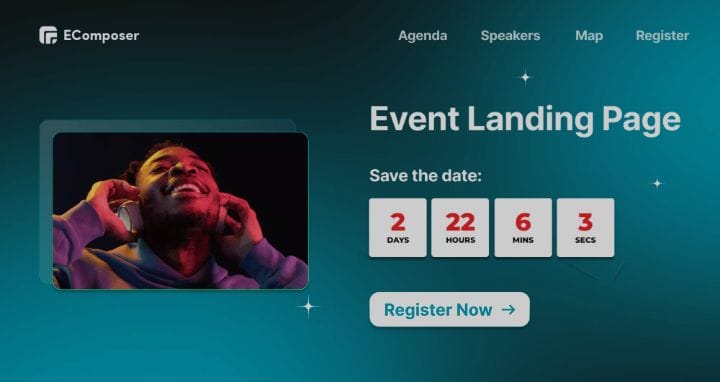 EComposer
Agenda Speakers Map Register
Event Landing Page
Save the date:
2 22 6 3
DAYS HOURS MINS SECS
Register Now →